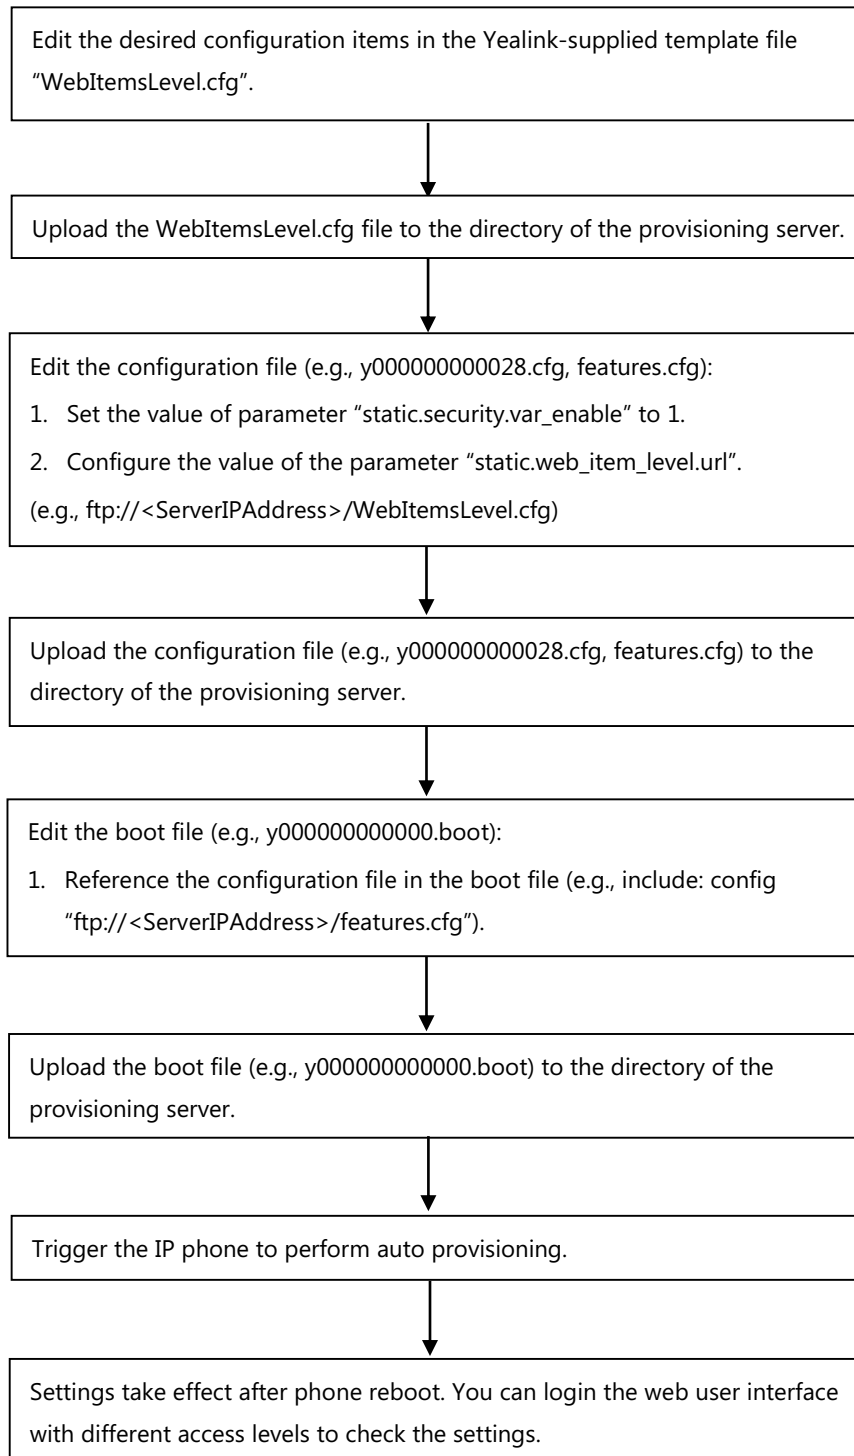 Edit the desired configuration items in the Yealink-supplied template file
“WebItemsLevel.cfg”.
Upload the WebItemsLevel.cfg file to the directory of the provisioning server.
Edit the configuration file (e.g., y000000000028.cfg, features.cfg):
1. Set the value of parameter “static.security.var_enable” to 1.
2. Configure the value of the parameter “static.web_item_level.url”.
(e.g., ftp://<ServerIPAddress>/WebItemsLevel.cfg)
Upload the configuration file (e.g., y000000000028.cfg, features.cfg) to the
directory of the provisioning server.
Edit the boot file (e.g., y000000000000.boot):
1. Reference the configuration file in the boot file (e.g., include: config
“ftp://<ServerIPAddress>/features.cfg”).
Upload the boot file (e.g., y000000000000.boot) to the directory of the
provisioning server.
Trigger the IP phone to perform auto provisioning.
Settings take effect after phone reboot. You can login the web user interface
with different access levels to check the settings.